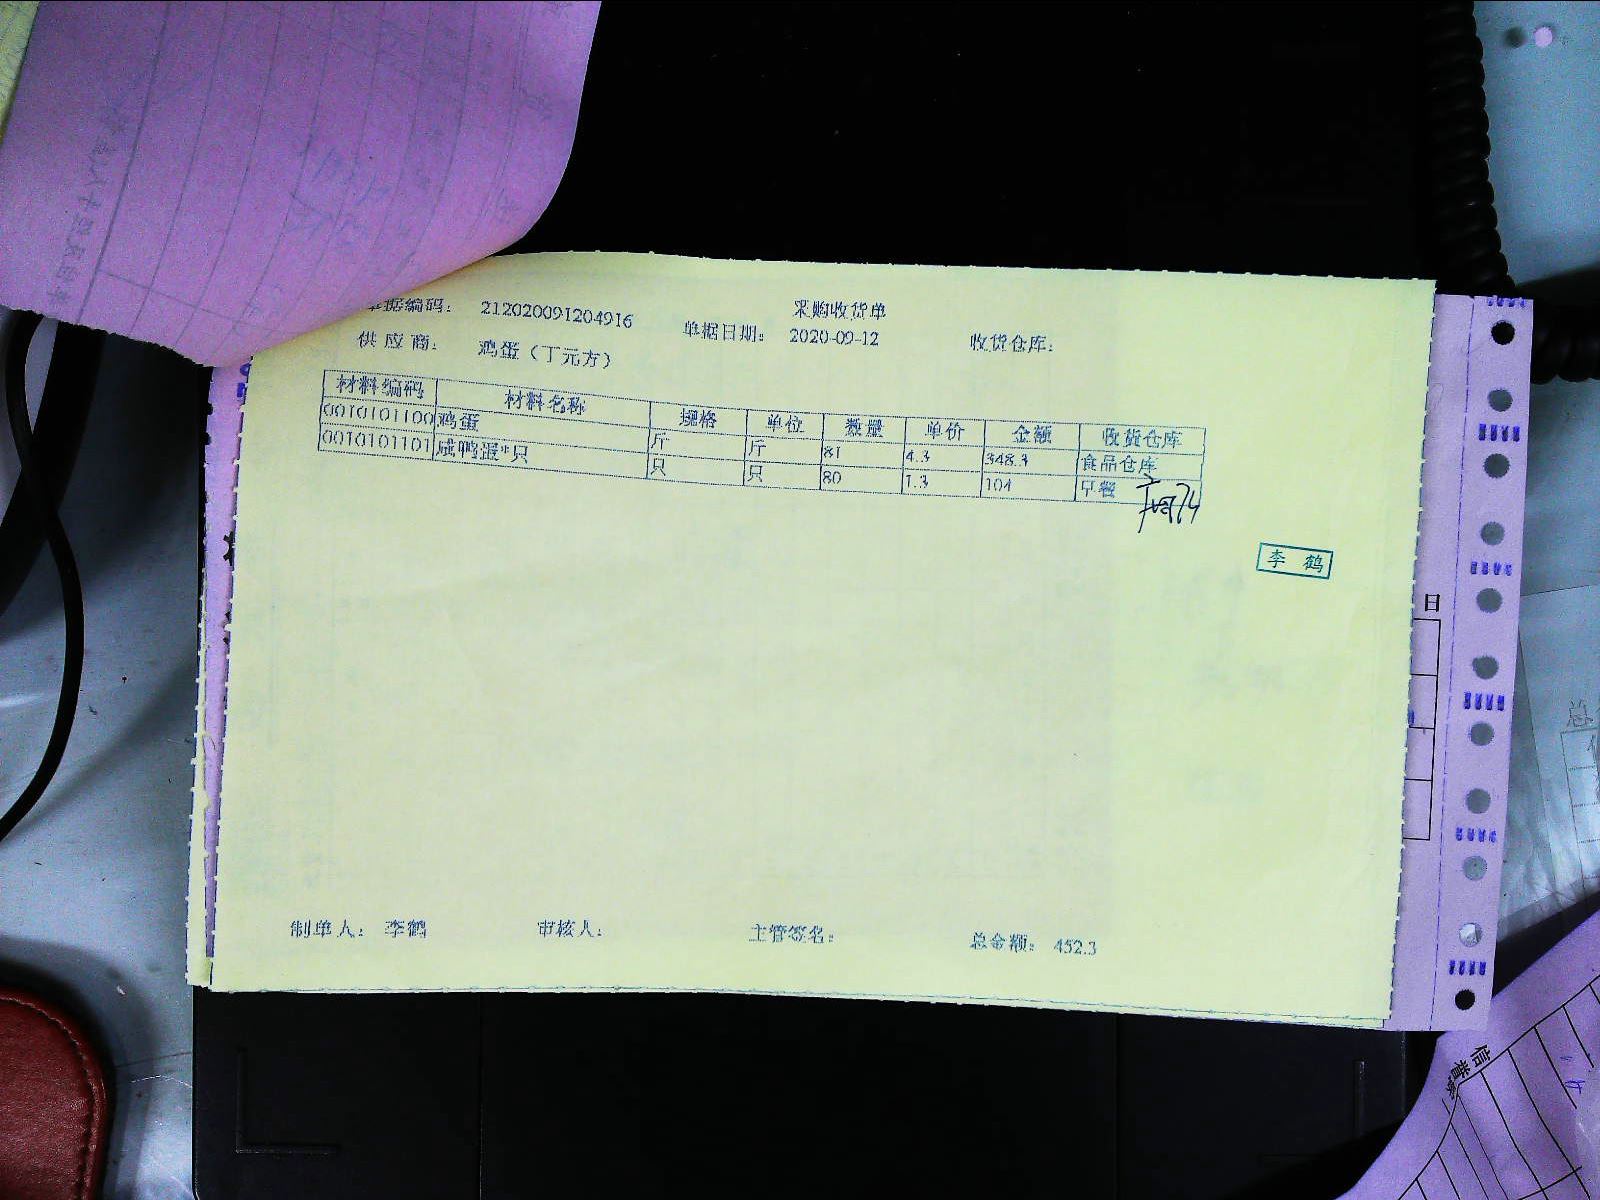 采购收货单
单据编码： 212020091204916 单据日期： 2020-09-12 收货仓库：
供应商： 鸡蛋（丁元方）
材料编码 材料名称 规格 单位 数量 单价 金额 收货仓库
0010101100 鸡蛋 斤 斤 81 4.3 348.3 食品仓库
0010101101 咸鸭蛋*只 只 只 80 1.3 104 早餐
李鹤
日
制单人： 李鹤 审核人： 主管签名： 总金额： 452.3
总